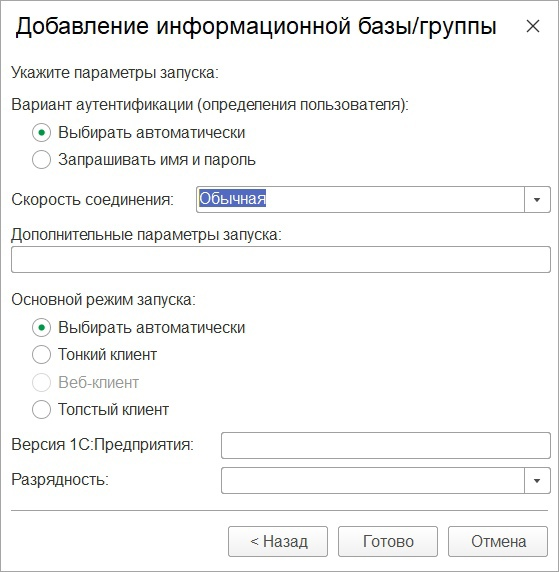 Добавление информационной базы/группы
Укажите параметры запуска:
Вариант аутентификации (определения пользователя):
Выбирать автоматически
Запрашивать имя и пароль
Скорость соединения: Обычная
Дополнительные параметры запуска:
Основной режим запуска:
Выбирать автоматически
Тонкий клиент
Веб-клиент
Толстый клиент
Версия 1С:Предприятия:
Разрядность:
< Назад Готово Отмена